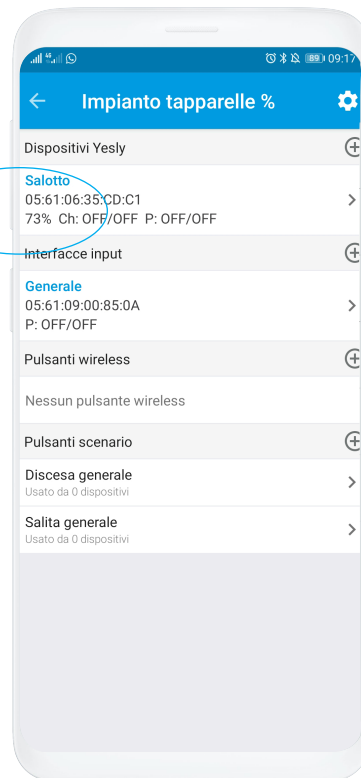 4G 89 09:17
Impianto tapparelle %
Dispositivi Yesly
Salotto
05:61:06:35:CD:C1
73% Ch: OFF/OFF P: OFF/OFF
Interfacce input
Generale
05:61:09:00:85:0A
P: OFF/OFF
Pulsanti wireless
Nessun pulsante wireless
Pulsanti scenario
Discesa generale
Usato da 0 dispositivi
Salita generale
Usato da 0 dispositivi